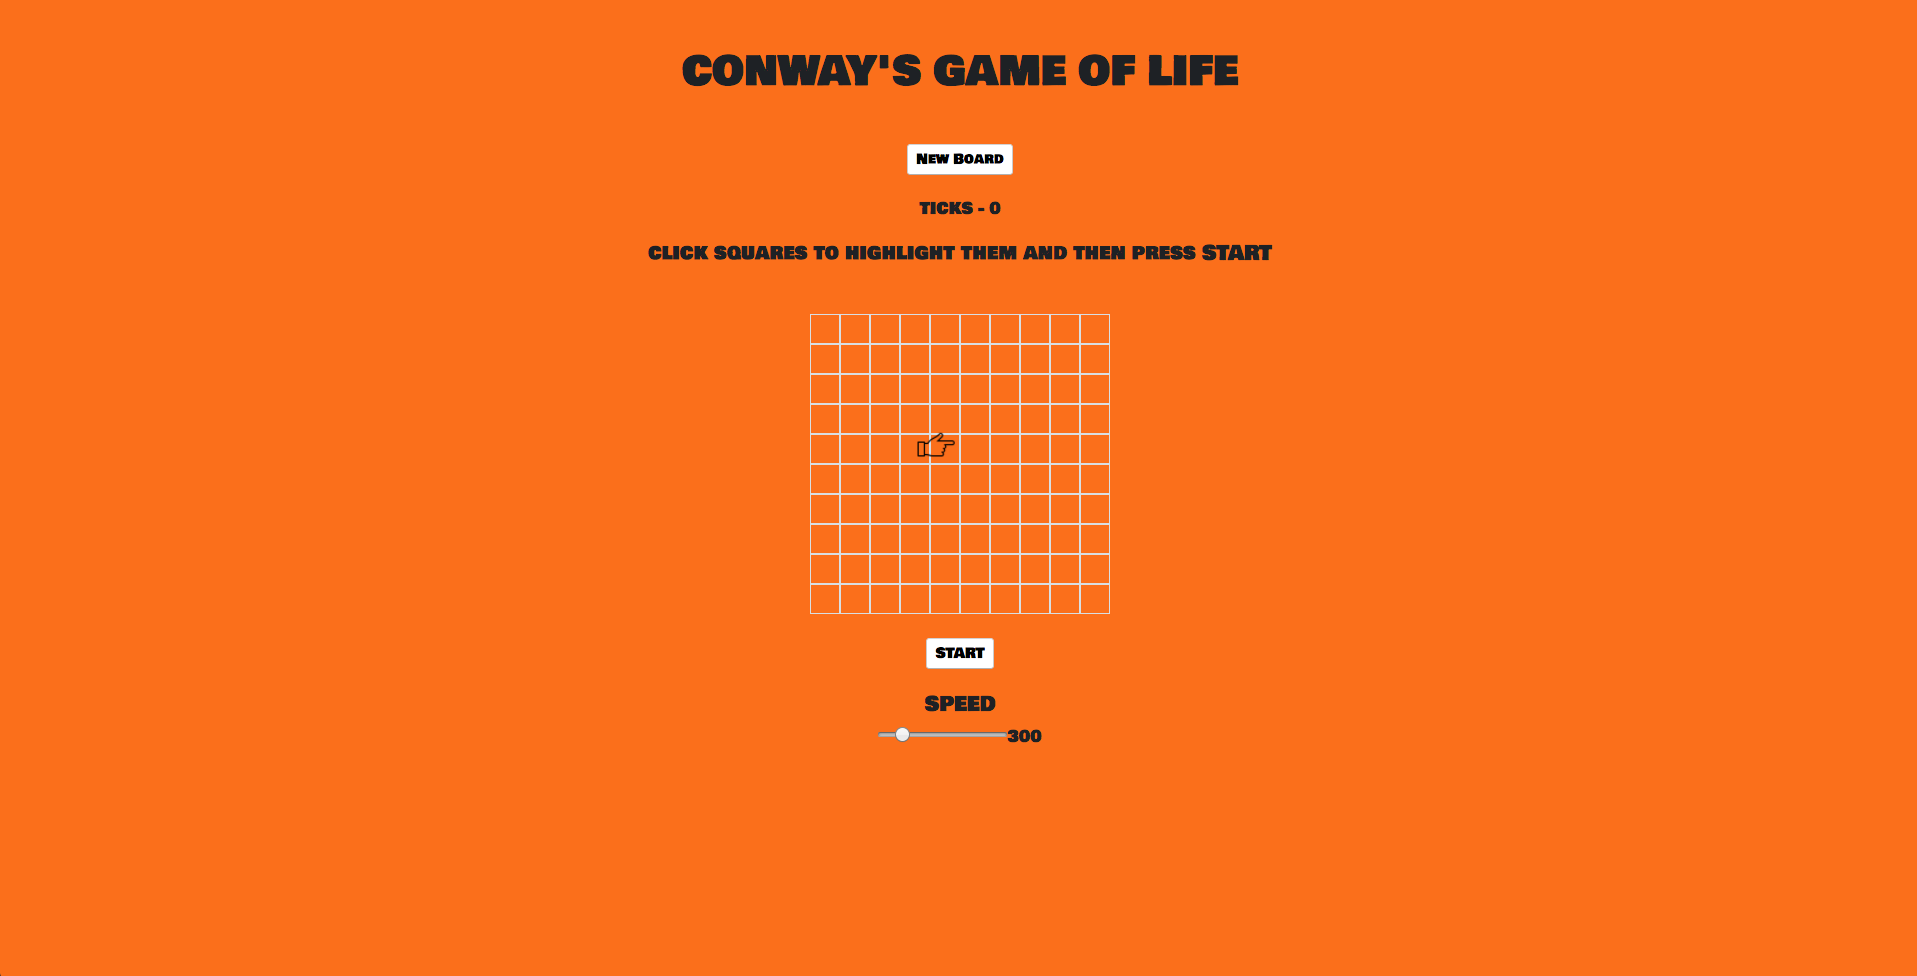 CONWAY'S GAME OF LIFE
New Board
TICKS - 0
CLICK SQUARES TO HIGHLIGHT THEM AND THEN PRESS START
START
SPEED
300